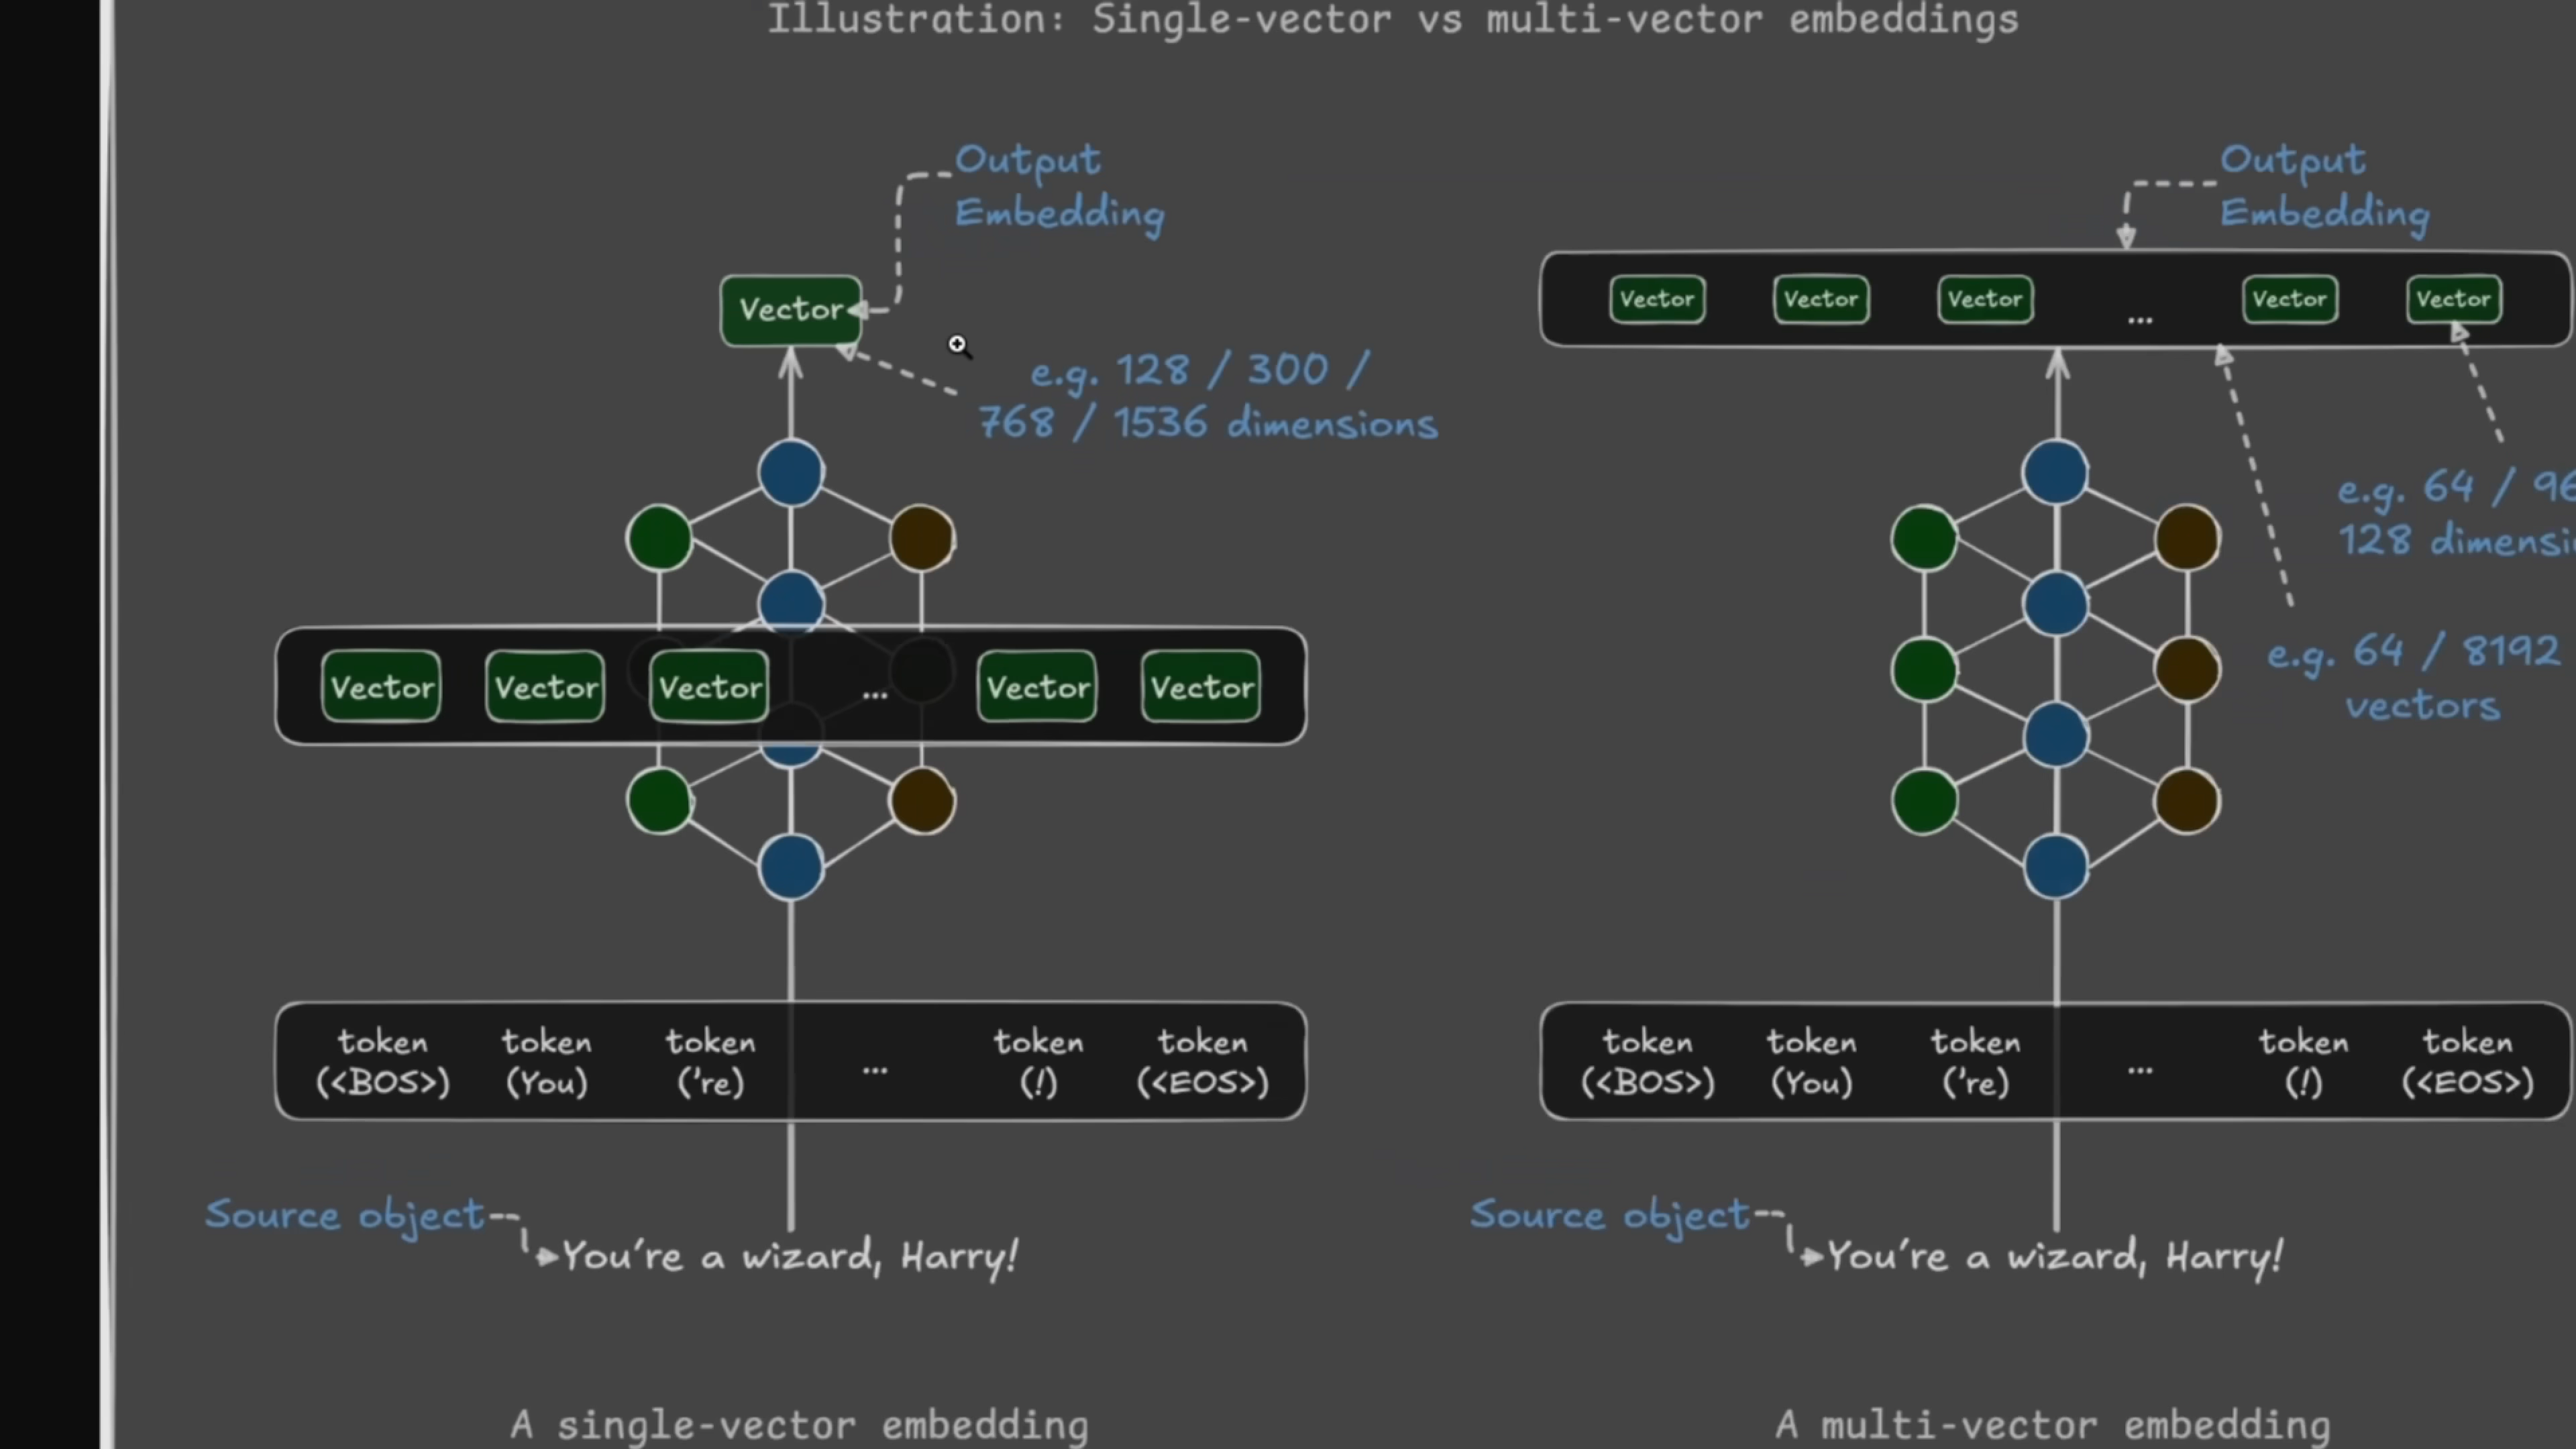 Illustration: Single-vector vs multi-vector embeddings
Output
Embedding
Vector
e.g. 128 / 300 /
768 / 1536 dimensions
Vector Vector Vector ... Vector Vector
token token token ... token token
(<BOS>) (You) ('re) (!) (<EOS>)
Source object
You're a wizard, Harry!
A single-vector embedding
Output
Embedding
Vector Vector Vector ... Vector Vector
e.g. 64 / 96
128
e.g. 64 / 8192
vectors
token token token ... token token
(<BOS>) (You) ('re) (!) (<EOS>)
Source object
You're a wizard, Harry!
A multi-vector embedding